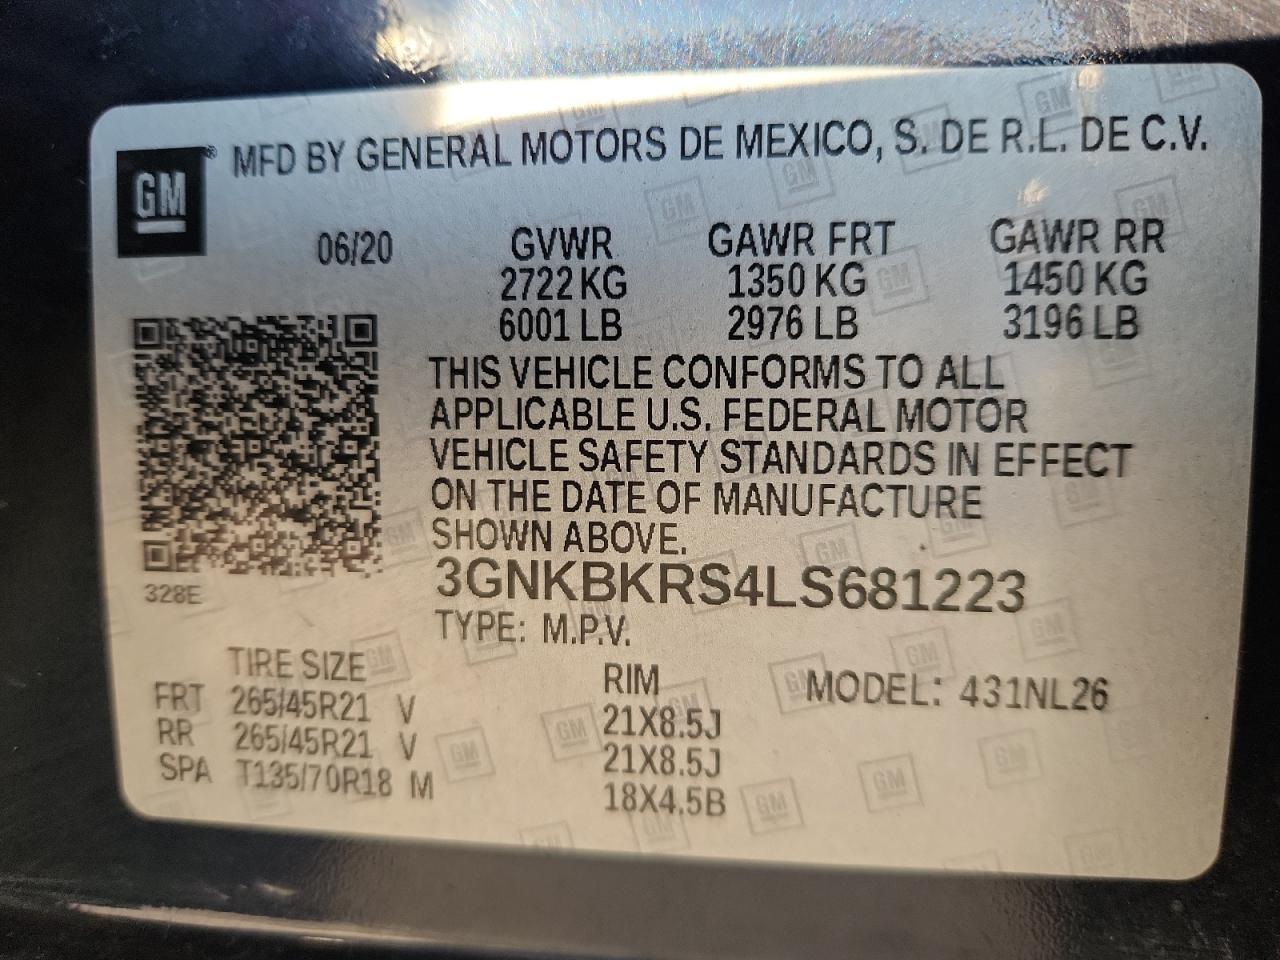 GM® MFD BY GENERAL MOTORS DE MEXICO, S. DE R.L. DE C.V.
06/20 GVWR GAWR FRT GAWR RR
2722 KG 1350 KG 1450 KG
6001 LB 2976 LB 3196 LB
THIS VEHICLE CONFORMS TO ALL
APPLICABLE U.S. FEDERAL MOTOR
VEHICLE SAFETY STANDARDS IN EFFECT
ON THE DATE OF MANUFACTURE
SHOWN ABOVE.
328E
3GNKBKRS4LS681223
TYPE: M.P.V.
TIRE SIZE RIM MODEL: 431NL26
FRT 265/45R21 V 21X8.5J
RR 265/45R21 V 21X8.5J
SPA T135/70R18 M 18X4.5B